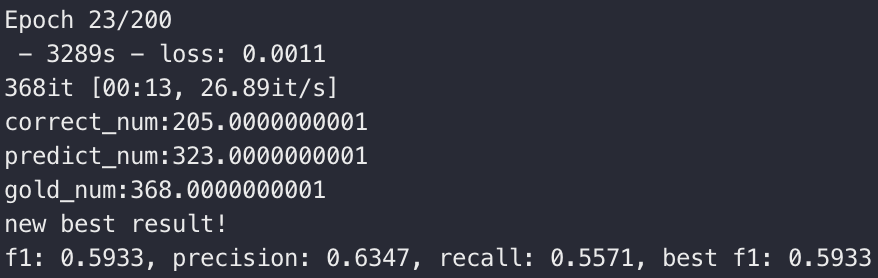 Epoch 23/200
 - 3289s - loss: 0.0011
368it [00:13, 26.89it/s]
correct_num:205.0000000001
predict_num:323.0000000001
gold_num:368.0000000001
new best result!
f1: 0.5933, precision: 0.6347, recall: 0.5571, best f1: 0.5933